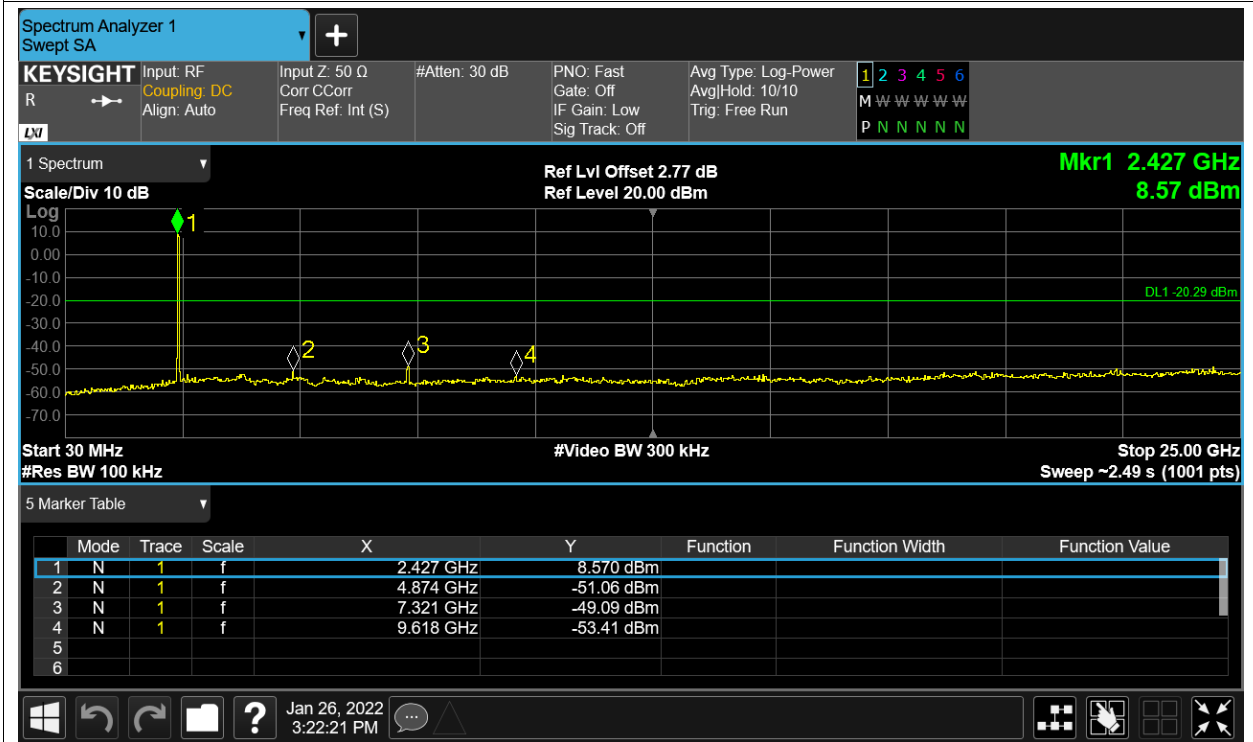 Spectrum Analyzer 1
Swept SA
+
KEYSIGHT Input: RF Input Z: 50 Ω #Atten: 30 dB PNO: Fast Avg Type: Log-Power 1 2 3 4 5 6
R Coupling: DC Corr CCorr Gate: Off Avg|Hold: 10/10 M W W W W W
Align: Auto Freq Ref: Int (S) IF Gain: Low Trig: Free Run
LXI Sig Track: Off P N N N N N
1 Spectrum Ref Lvl Offset 2.77 dB Mkr1 2.427 GHz
Scale/Div 10 dB Ref Level 20.00 dBm 8.57 dBm
Log
1
10.0
0.00
-10.0
DL1 -20.29 dBm
-20.0
-30.0
-40.0
2 3 4
-50.0
-60.0
-70.0
Start 30 MHz #Video BW 300 kHz Stop 25.00 GHz
#Res BW 100 kHz Sweep ~2.49 s (1001 pts)
5 Marker Table
Mode Trace Scale X Y Function Function Width Function Value
1 N 1 f 2.427 GHz 8.570 dBm
2 N 1 f 4.874 GHz -51.06 dBm
3 N 1 f 7.321 GHz -49.09 dBm
4 N 1 f 9.618 GHz -53.41 dBm
5
6
? Jan 26, 2022
3:22:21 PM